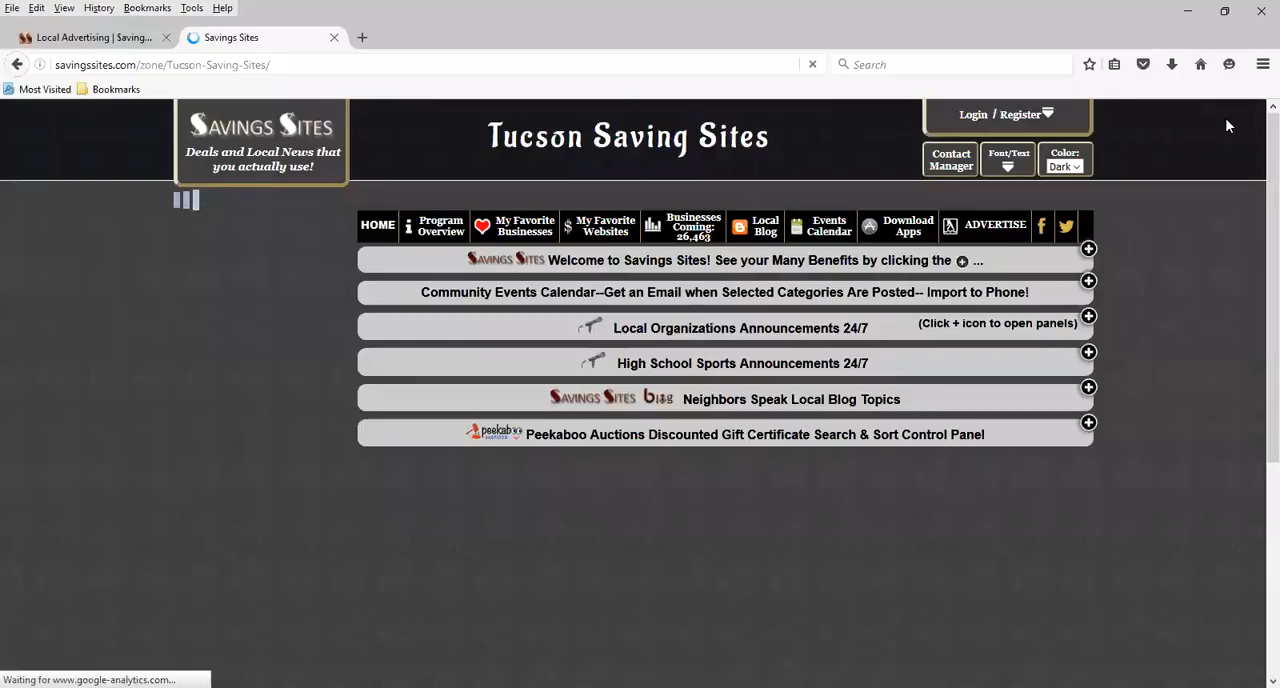 File Edit View History Bookmarks Tools Help
Local Advertising | Saving... Savings Sites
savingssites.com/zone/Tucson-Saving-Sites/ Search
Most Visited Bookmarks
SAVINGS SITES
Deals and Local News that
you actually use!
Tucson Saving Sites
Login / Register
Contact
Manager
Font/Text
Color:
Dark
HOME
Program
Overview
My Favorite
Businesses
My Favorite
Websites
Businesses
Coming:
26,463
Local
Blog
Events
Calendar
Download
Apps
ADVERTISE
SAVINGS SITES Welcome to Savings Sites! See your Many Benefits by clicking the ...
Community Events Calendar--Get an Email when Selected Categories Are Posted-- Import to Phone!
Local Organizations Announcements 24/7 (Click + icon to open panels)
High School Sports Announcements 24/7
SAVINGS SITES blog Neighbors Speak Local Blog Topics
peekaboo Peekaboo Auctions Discounted Gift Certificate Search & Sort Control Panel
Waiting for www.google-analytics.com...